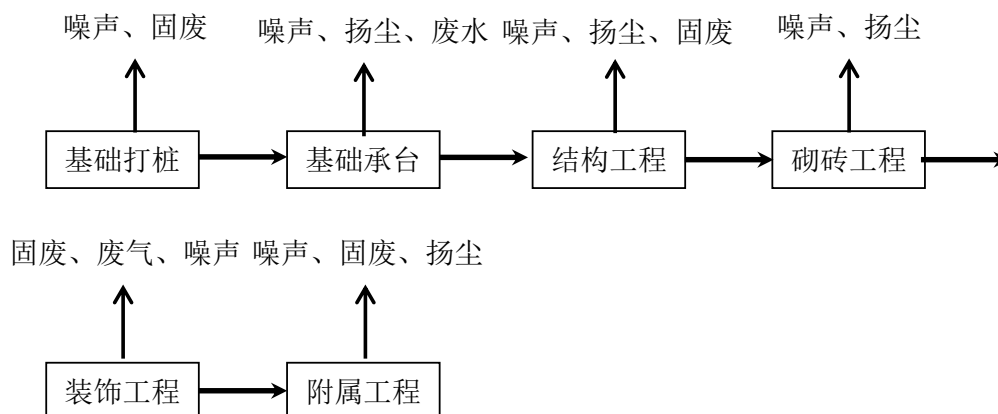 噪声、固废 噪声、扬尘、废水 噪声、扬尘、固废 噪声、扬尘
基础打桩 基础承台 结构工程 砌砖工程
固废、废气、噪声 噪声、固废、扬尘
装饰工程 附属工程